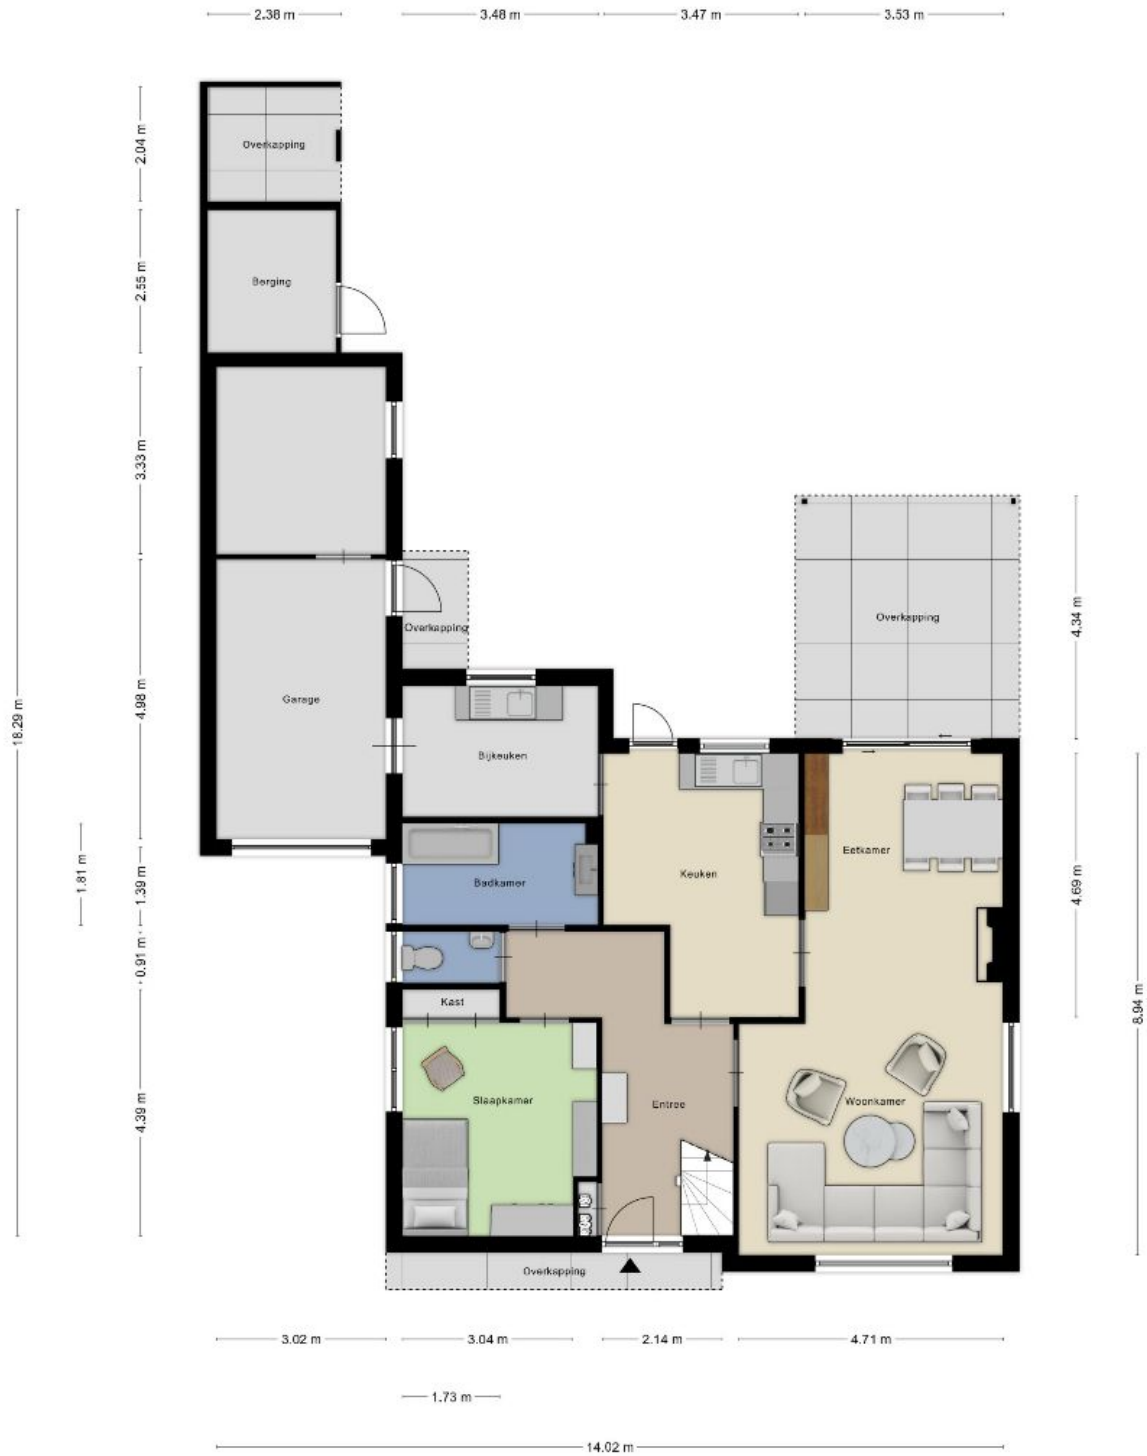 2.38 m
3.48 m
3.47 m
3.53 m
2.04 m
Overkapping
2.55 m
Berging
18.29 m
3.33 m
4.98 m
Overkapping
Overkapping
4.34 m
Garage
Bijkeuken
1.81 m
1.39 m
Badkamer
Keuken
Eetkamer
4.69 m
0.91 m
Kast
8.94 m
4.39 m
Slaapkamer
Entree
Woonkamer
Overkapping
3.02 m
3.04 m
2.14 m
4.71 m
1.73 m
14.02 m